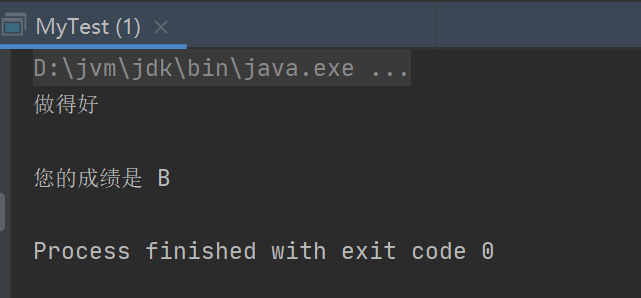 MyTest (1)
D:\jvm\jdk\bin\java.exe ...
做得好
您的成绩是 B
Process finished with exit code 0